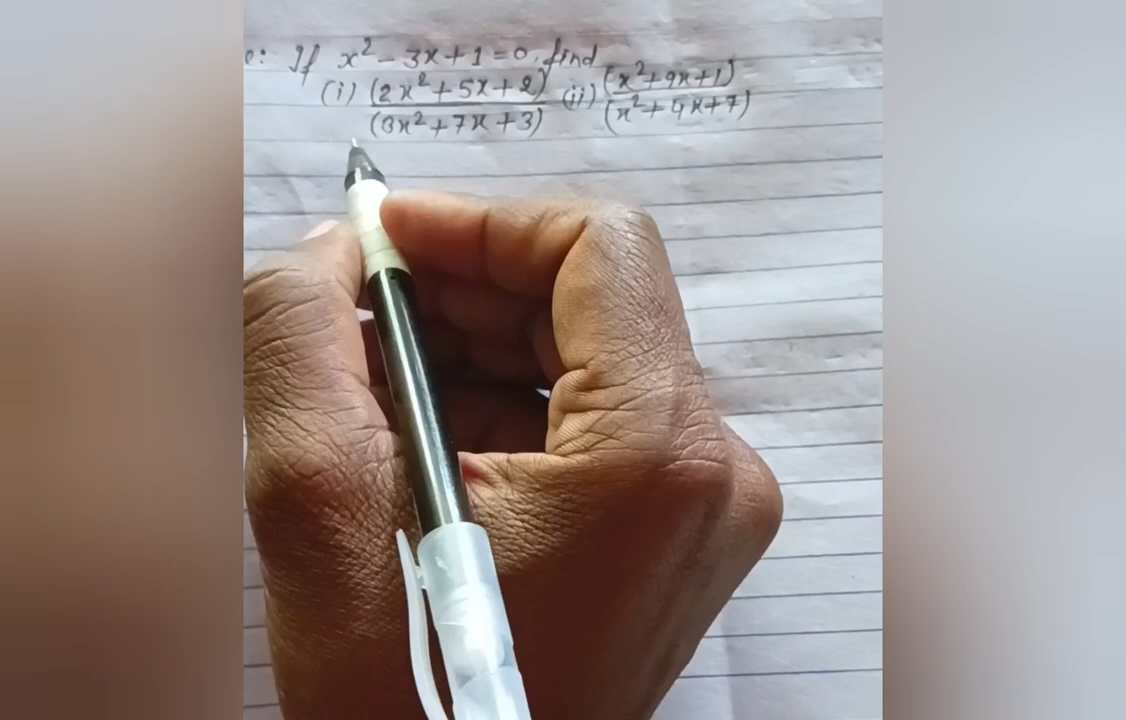 e: If x² - 3x + 1 = 0, find
(i) (2x² + 5x + 2) / (3x² + 7x + 3) (ii) (x² + 9x + 1) / (x² + 4x + 7)